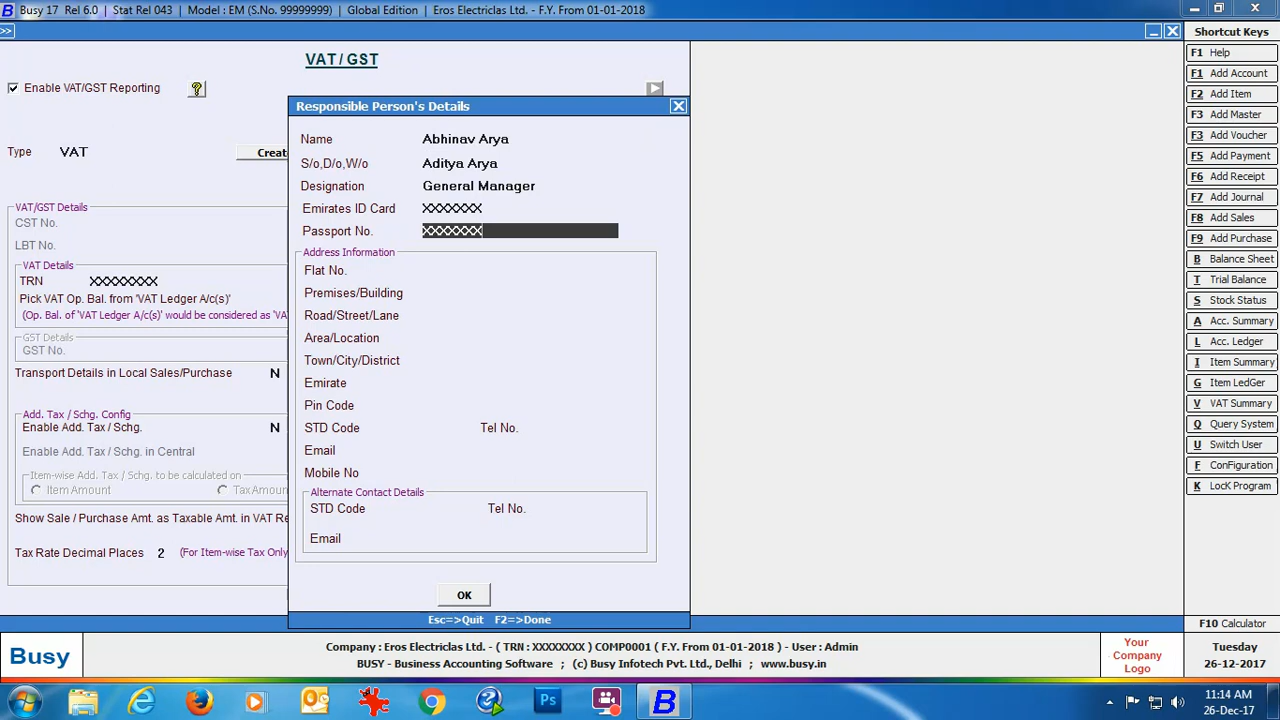 Busy 17 Rel 6.0 | Stat Rel 043 | Model : EM (S.No. 99999999) | Global Edition | Eros Electriclas Ltd. - F.Y. From 01-01-2018
>>
Shortcut Keys
VAT/GST
Enable VAT/GST Reporting
?
Type VAT
Create
VAT/GST Details
CST No.
LBT No.
VAT Details
TRN XXXXXXXXX
Pick VAT Op. Bal. from 'VAT Ledger A/c(s)'
(Op. Bal. of 'VAT Ledger A/c(s)' would be considered as 'VA
GST Details
GST No.
Transport Details in Local Sales/Purchase N
Add. Tax / Schg. Config
Enable Add. Tax / Schg. N
Enable Add. Tax / Schg. in Central
Item-wise Add. Tax / Schg. to be calculated on
Item Amount Tax Amoun
Show Sale / Purchase Amt. as Taxable Amt. in VAT Re
Tax Rate Decimal Places 2 (For Item-wise Tax Only
Responsible Person's Details
Name Abhinav Arya
S/o,D/o,W/o Aditya Arya
Designation General Manager
Emirates ID Card XXXXXXX
Passport No. XXXXXXX
Address Information
Flat No.
Premises/Building
Road/Street/Lane
Area/Location
Town/City/District
Emirate
Pin Code
STD Code Tel No.
Email
Mobile No
Alternate Contact Details
STD Code Tel No.
Email
OK
Esc=>Quit F2=>Done
F1 Help
F1 Add Account
F2 Add Item
F3 Add Master
F3 Add Voucher
F5 Add Payment
F6 Add Receipt
F7 Add Journal
F8 Add Sales
F9 Add Purchase
B Balance Sheet
T Trial Balance
S Stock Status
A Acc. Summary
L Acc. Ledger
I Item Summary
G Item LedGer
V VAT Summary
Q Query System
U Switch User
F ConFiguration
K LocK Program
F10 Calculator
Busy
Company : Eros Electriclas Ltd. - ( TRN : XXXXXXXX ) COMP0001 ( F.Y. From 01-01-2018 ) - User : Admin
BUSY - Business Accounting Software ; (c) Busy Infotech Pvt. Ltd., Delhi ; www.busy.in
Your
Company
Logo
Tuesday
26-12-2017
Ps
B
11:14 AM
26-Dec-17